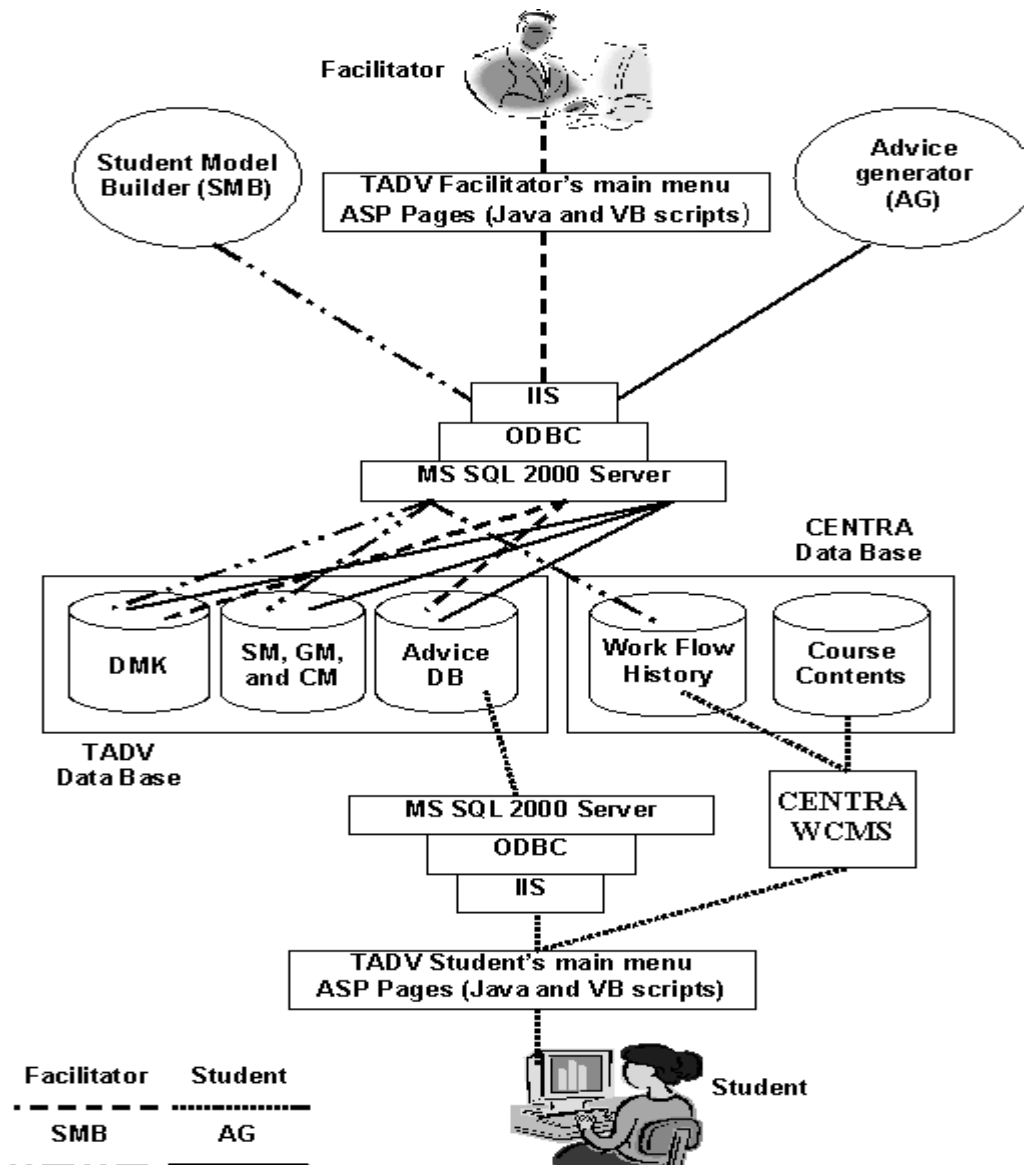 Facilitator
Student Model
Builder (SMB)
TADV Facilitator's main menu
ASP Pages (Java and VB scripts)
Advice
generator
(AG)
IIS
ODBC
MS SQL 2000 Server
CENTRA
Data Base
DMK
SM, GM,
and CM
Advice
DB
Work Flow
History
Course
Contents
TADV
Data Base
MS SQL 2000 Server
ODBC
IIS
CENTRA
WCMS
TADV Student's main menu
ASP Pages (Java and VB scripts)
Student
Facilitator Student
SMB AG